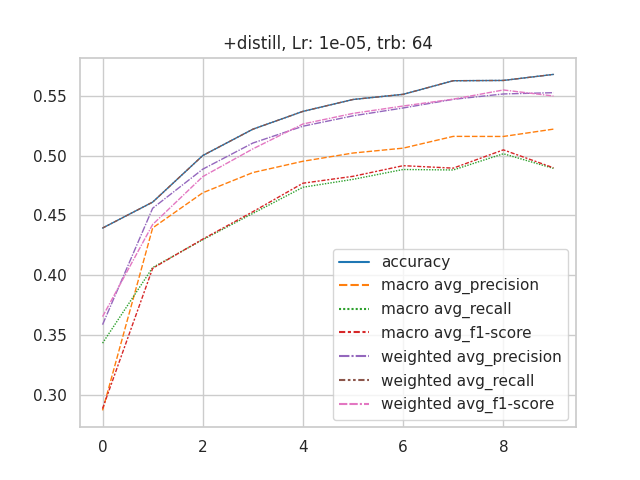 +distill, Lr: 1e-05, trb: 64
0.55
0.50
0.45
0.40
0.35
0.30
accuracy
macro avg_precision
macro avg_recall
macro avg_f1-score
weighted avg_precision
weighted avg_recall
weighted avg_f1-score
0 2 4 6 8